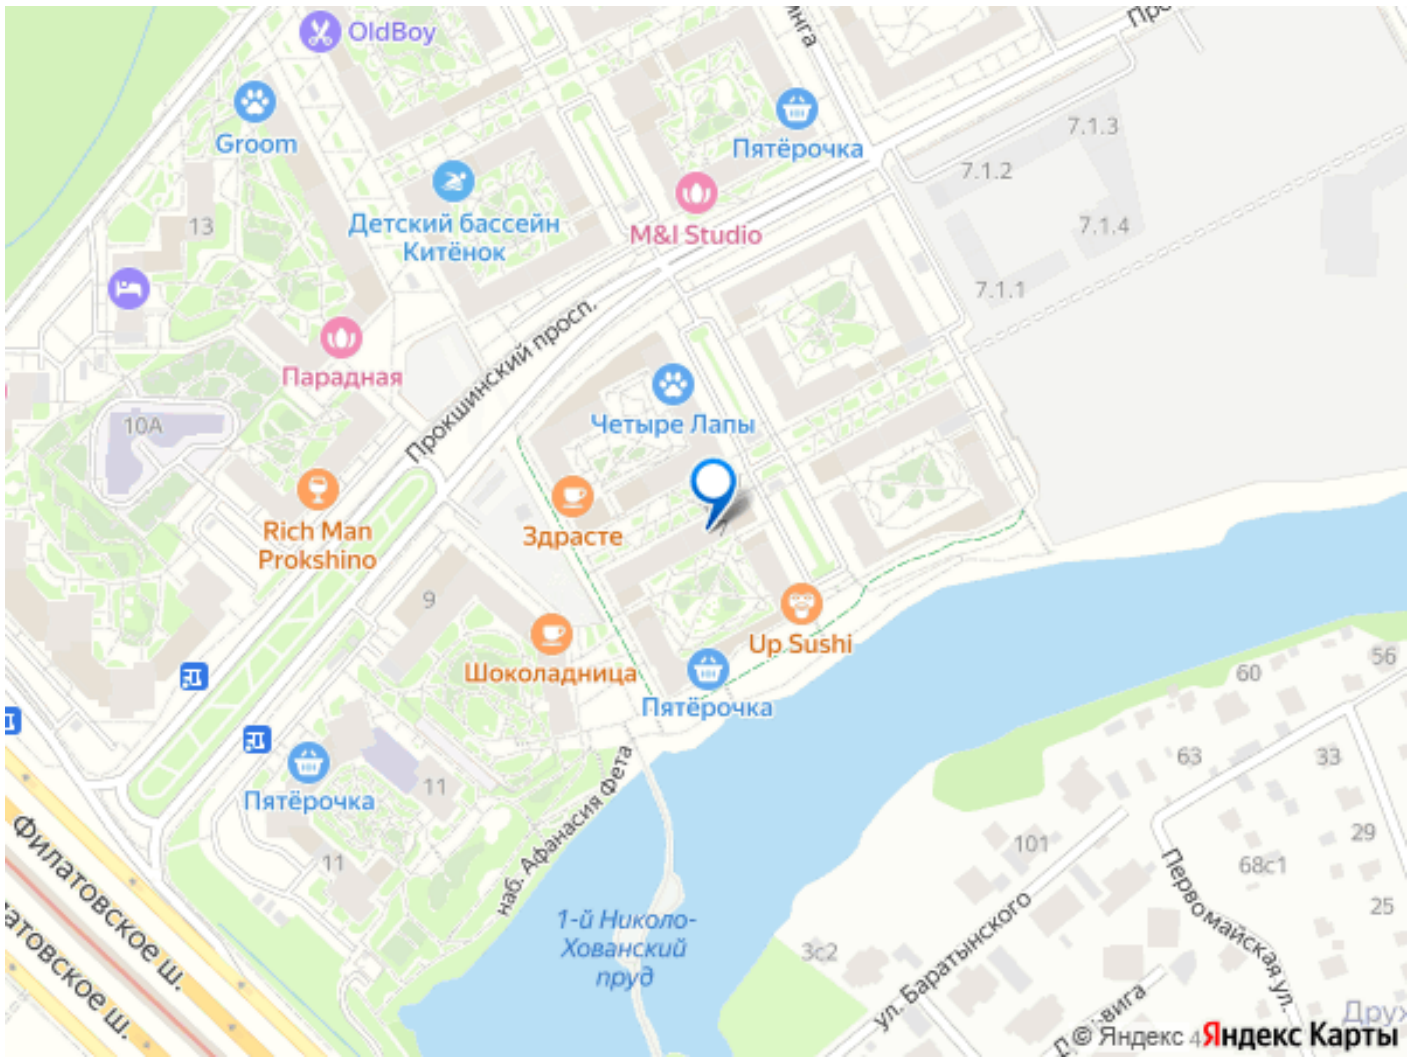 OldBoy
Groom
Пятёрочка
7.1.3
7.1.2
7.1.4
7.1.1
13
Детский бассейн
Китёнок
M&I Studio
Парадная
Прокшинский просп.
10А
Четыре Лапы
Rich Man
Prokshino
Здрасте
9
Шоколадница
Up Sushi
Пятёрочка
Пятёрочка
11
11
наб. Афанасия Фета
Филатовское ш.
1-й Николо-
Хованский
пруд
56
60
63
33
101
29
68с1
25
3с2
ул. Баратынского
Первомайская ул.
© Яндекс
Яндекс Карты